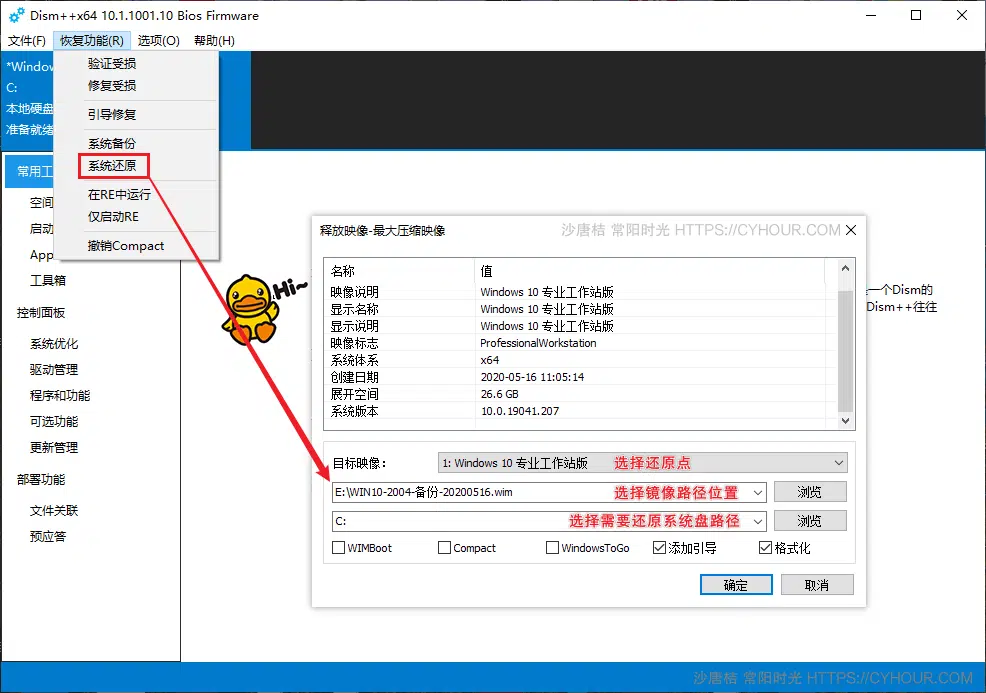 Dism++x64 10.1.1001.10 Bios Firmware
文件(F) 恢复功能(R) 选项(O) 帮助(H)
*Window
C:
本地硬盘
准备就绪
验证受损
修复受损
引导修复
系统备份
系统还原
在RE中运行
仅启动RE
撤销Compact
常用工
空间
启动
App
工具箱
控制面板
系统优化
驱动管理
程序和功能
可选功能
更新管理
部署功能
文件关联
预应答
Hi~
一个Dism的
Dism++往往
释放映像-最大压缩映像
沙唐桔 常阳时光 HTTPS://CYHOUR.COM
名称 值
映像说明 Windows 10 专业工作站版
显示名称 Windows 10 专业工作站版
显示说明 Windows 10 专业工作站版
映像标志 ProfessionalWorkstation
系统体系 x64
创建日期 2020-05-16 11:05:14
展开空间 26.6 GB
系统版本 10.0.19041.207
目标映像： 1: Windows 10 专业工作站版 选择还原点
E:\WIN10-2004-备份-20200516.wim 选择镜像路径位置 浏览
C: 选择需要还原系统盘路径 浏览
WIMBoot Compact WindowsToGo 添加引导 格式化
确定 取消
沙唐桔 常阳时光 HTTPS://CYHOUR.COM